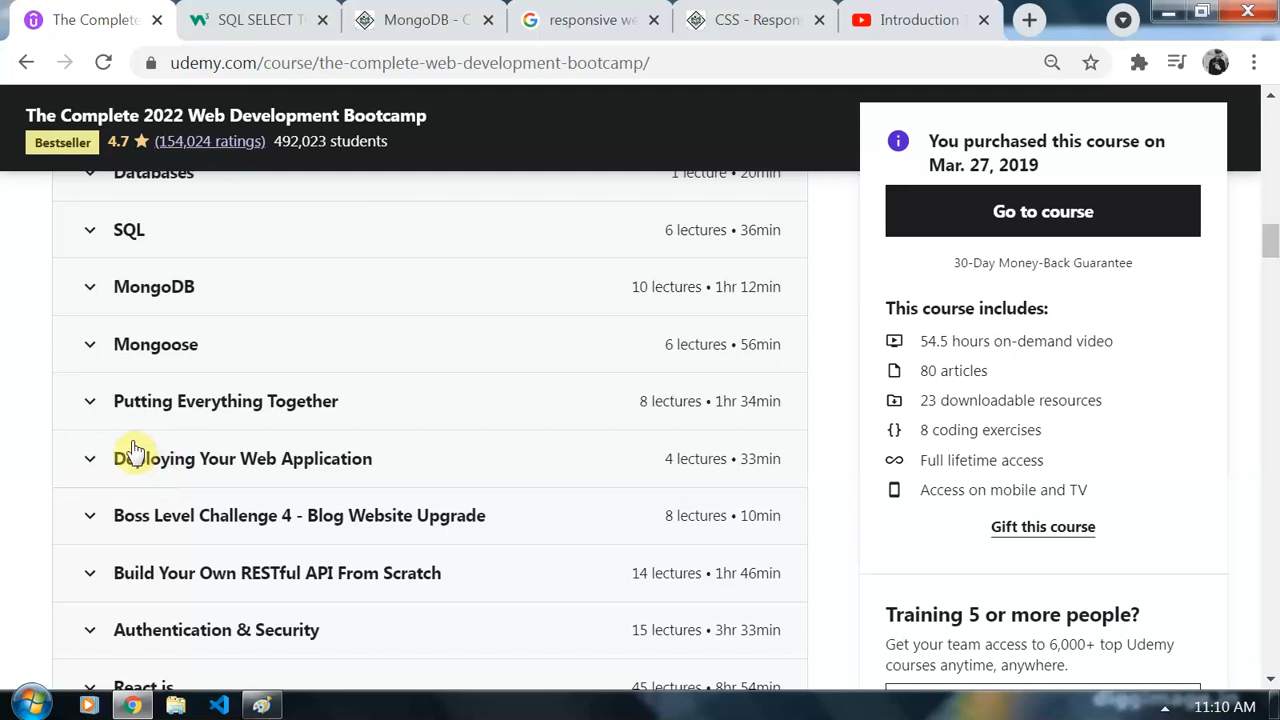 The Comple
SQL SELECT T
MongoDB -
responsive we
CSS - Respon
Introduction
udemy.com/course/the-complete-web-development-bootcamp/
The Complete 2022 Web Development Bootcamp
Bestseller 4.7 (154,024 ratings) 492,023 students
Databases 1 lecture • 20min
SQL 6 lectures • 36min
MongoDB 10 lectures • 1hr 12min
Mongoose 6 lectures • 56min
Putting Everything Together 8 lectures • 1hr 34min
Deploying Your Web Application 4 lectures • 33min
Boss Level Challenge 4 - Blog Website Upgrade 8 lectures • 10min
Build Your Own RESTful API From Scratch 14 lectures • 1hr 46min
Authentication & Security 15 lectures • 3hr 33min
React.js 45 lectures • 8hr 54min
You purchased this course on
Mar. 27, 2019
Go to course
30-Day Money-Back Guarantee
This course includes:
54.5 hours on-demand video
80 articles
23 downloadable resources
8 coding exercises
Full lifetime access
Access on mobile and TV
Gift this course
Training 5 or more people?
Get your team access to 6,000+ top Udemy
courses anytime, anywhere.
11:10 AM